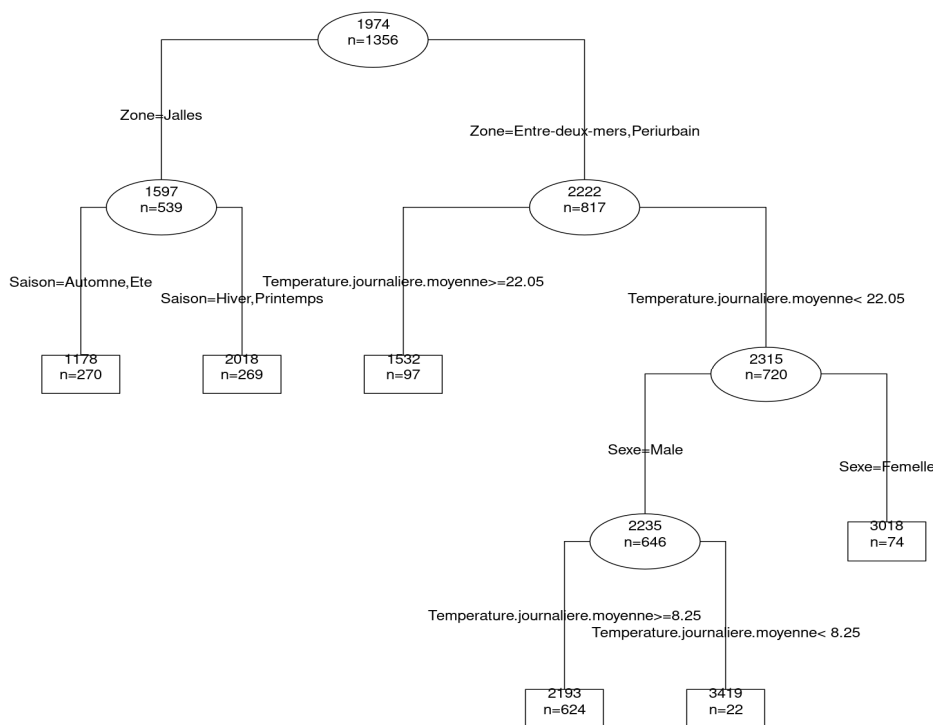 1974
n=1356
Zone=Jalles
Zone=Entre-deux-mers,Periurbain
1597
n=539
2222
n=817
Saison=Automne,Ete
Saison=Hiver,Printemps
Temperature.journaliere.moyenne>=22.05
Temperature.journaliere.moyenne< 22.05
1178
n=270
2018
n=269
1532
n=97
2315
n=720
Sexe=Male
Sexe=Femelle
2235
n=646
3018
n=74
Temperature.journaliere.moyenne>=8.25
Temperature.journaliere.moyenne< 8.25
2193
n=624
3419
n=22